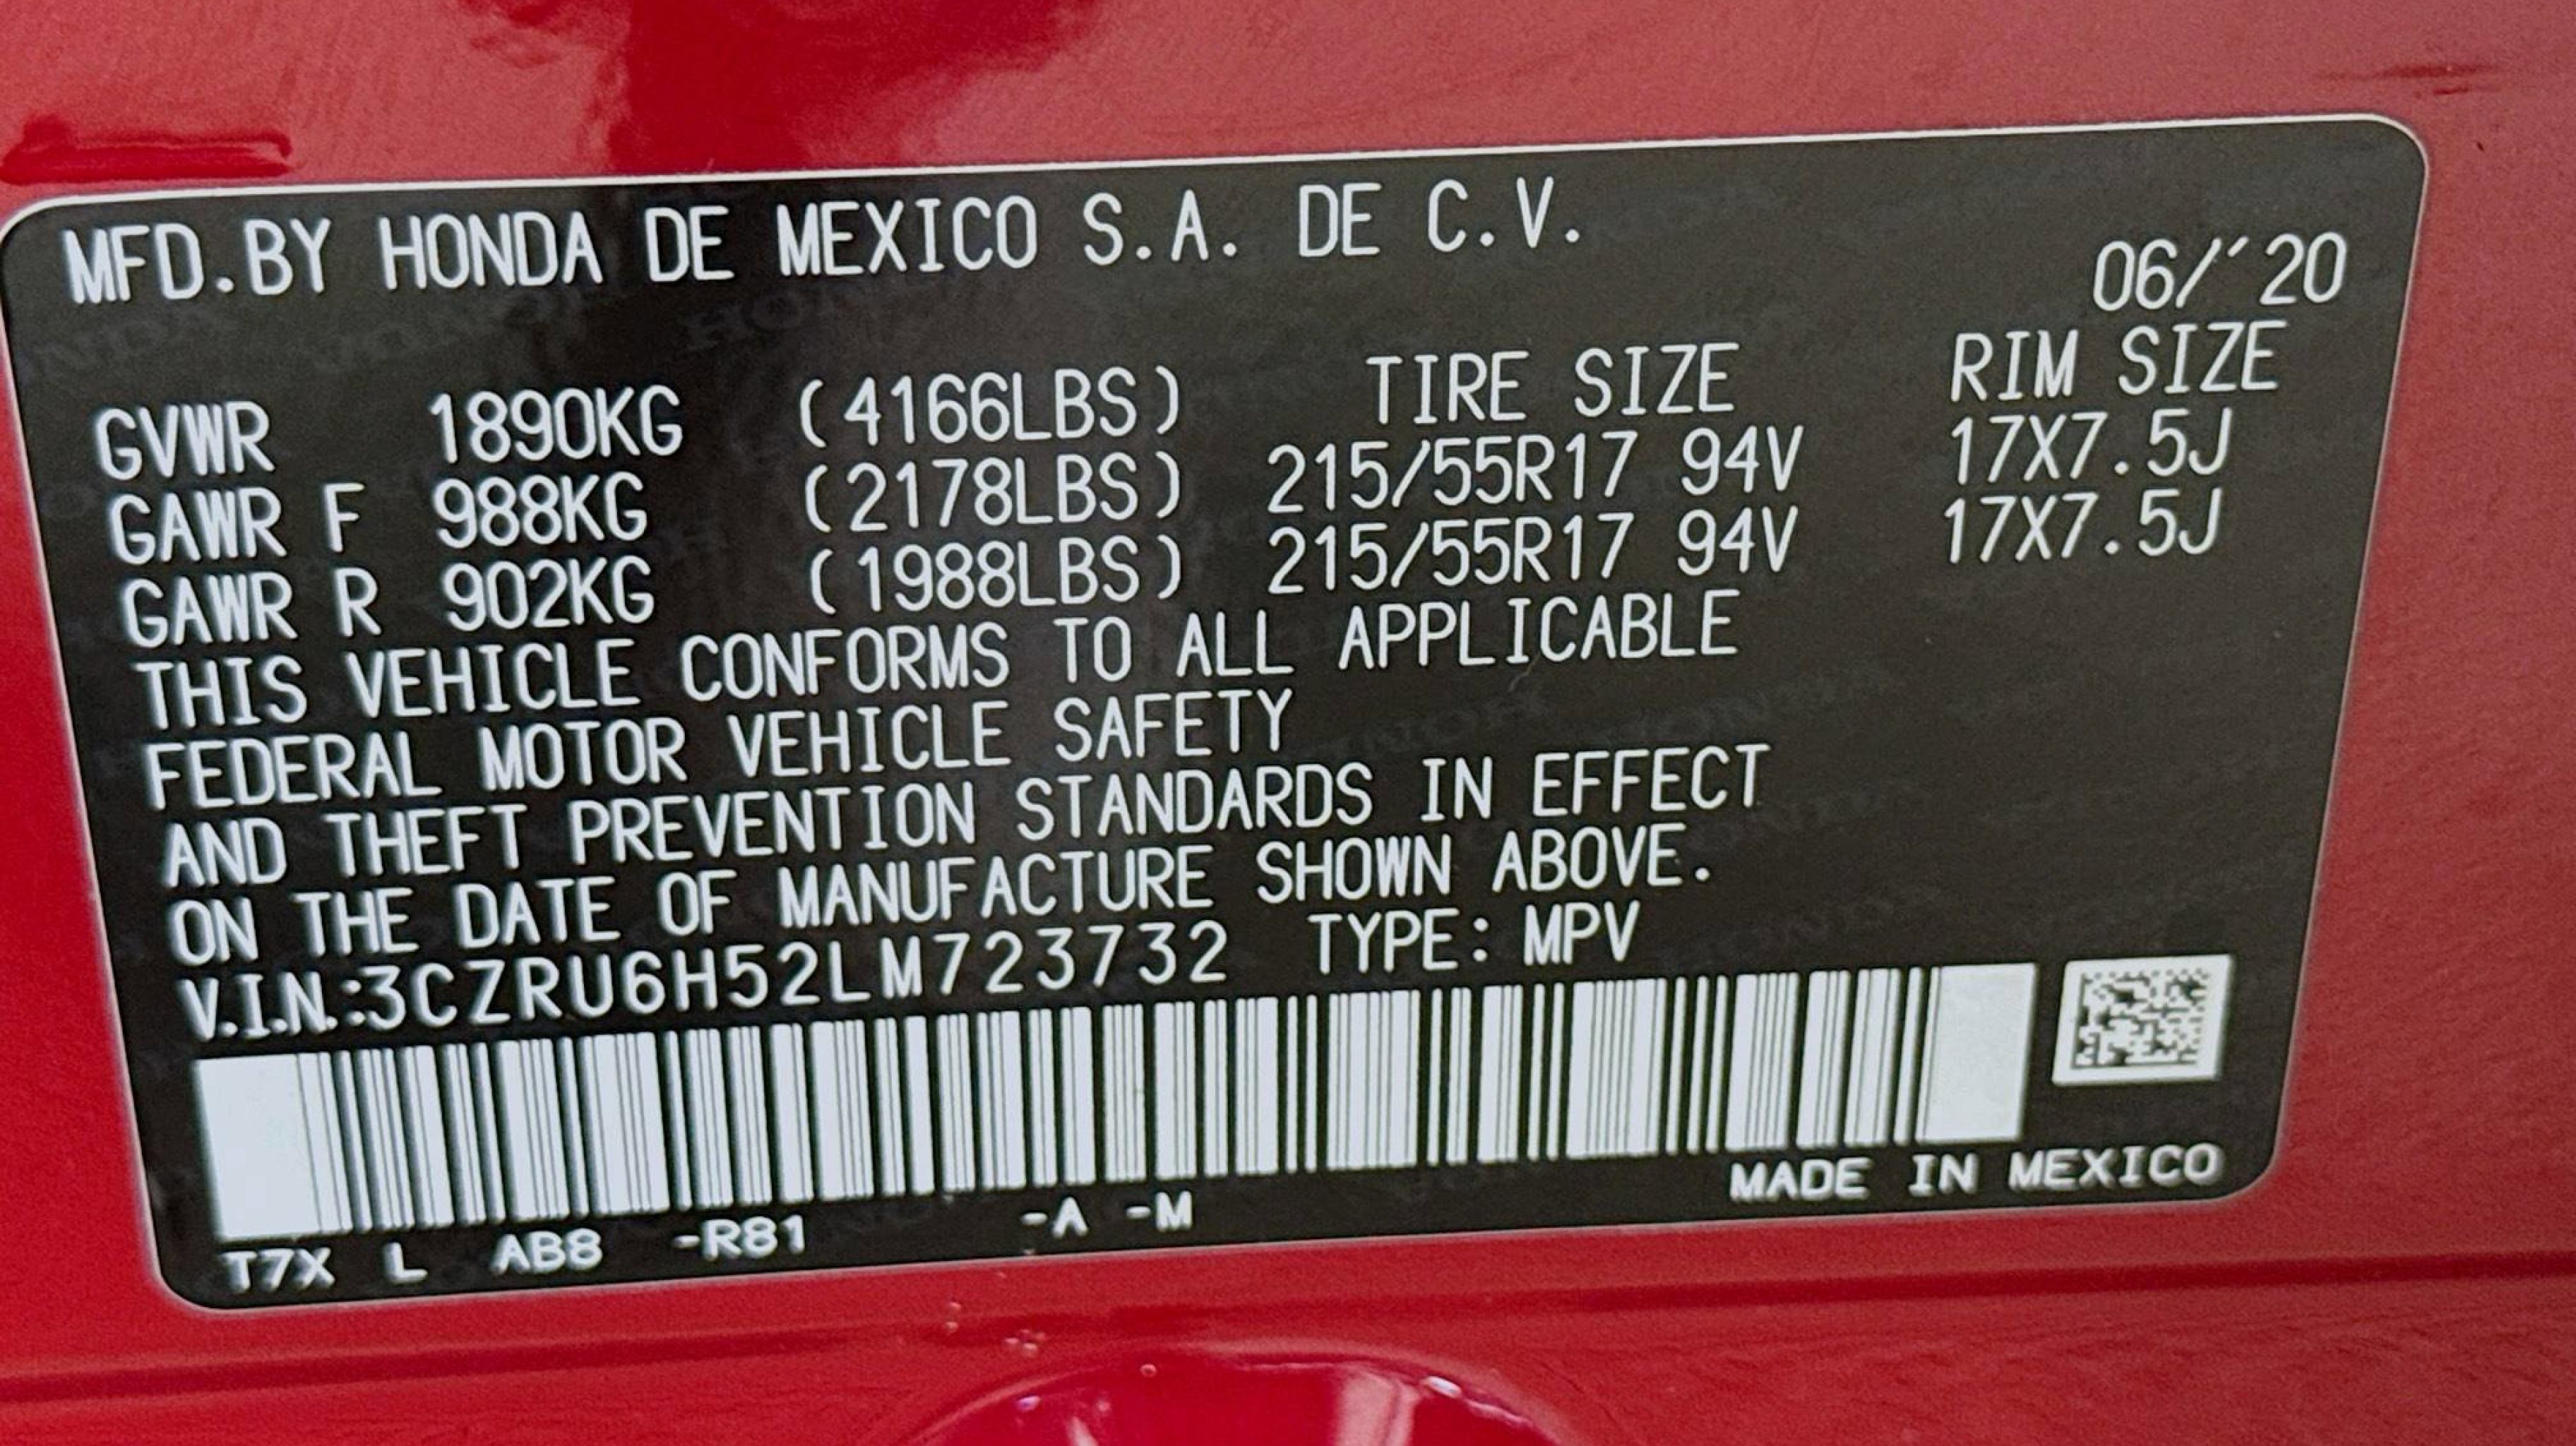 MFD.BY HONDA DE MEXICO S.A. DE C.V.
06/´20
GVWR 1890KG (4166LBS) TIRE SIZE RIM SIZE
GAWR F 988KG (2178LBS) 215/55R17 94V 17X7.5J
GAWR R 902KG (1988LBS) 215/55R17 94V 17X7.5J
THIS VEHICLE CONFORMS TO ALL APPLICABLE
FEDERAL MOTOR VEHICLE SAFETY
AND THEFT PREVENTION STANDARDS IN EFFECT
ON THE DATE OF MANUFACTURE SHOWN ABOVE.
V.I.N.:3CZRU6H52LM723732 TYPE: MPV
MADE IN MEXICO
T7X L AB8 -R81 -A -M